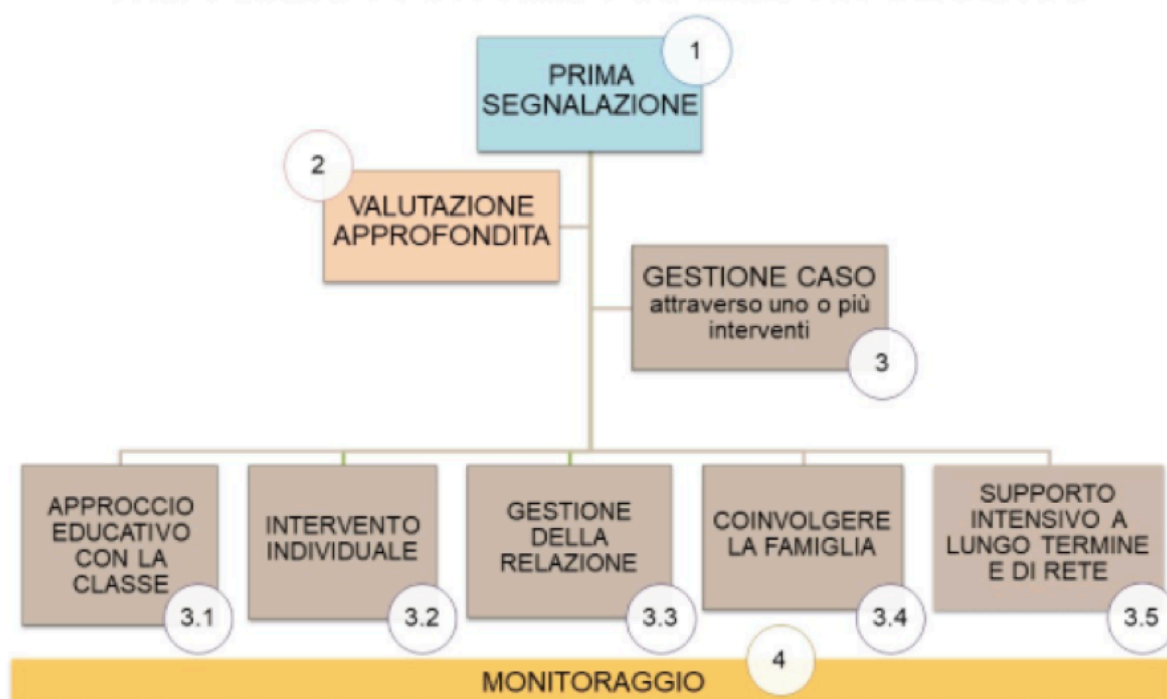 1
PRIMA
SEGNALAZIONE
2
VALUTAZIONE
APPROFONDITA
GESTIONE CASO
attraverso uno o più
interventi
3
APPROCCIO
EDUCATIVO
CON LA
CLASSE
3.1
INTERVENTO
INDIVIDUALE
3.2
GESTIONE
DELLA
RELAZIONE
3.3
COINVOLGERE
LA FAMIGLIA
3.4
SUPPORTO
INTENSIVO A
LUNGO TERMINE
E DI RETE
3.5
4
MONITORAGGIO